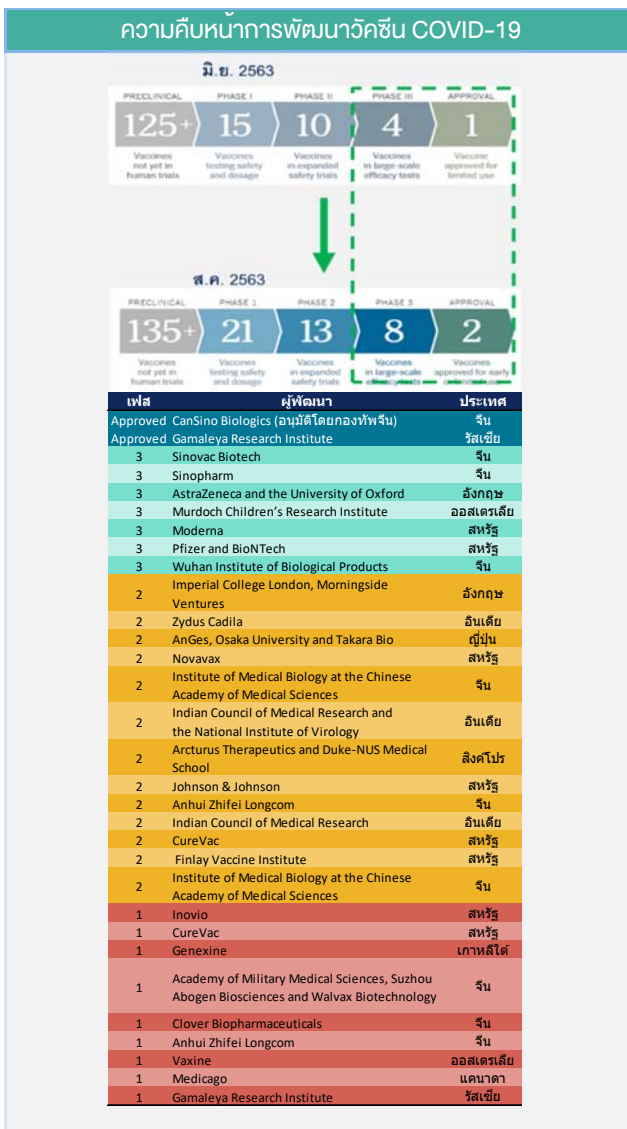 ความคืบหน้าการพัฒนาวัคซีน COVID-19
มิ.ย. 2563
PRECLINICAL PHASE I PHASE II PHASE III APPROVAL
125+ 15 10 4 1
Vaccines Vaccines Vaccines Vaccines Vaccine
not yet in testing safety in expanded in large-scale approved for
human trials and dosage safety trials efficacy tests limited use
ส.ค. 2563
PRECLINICAL PHASE 1 PHASE 2 PHASE 3 APPROVAL
135+ 21 13 8 2
Vaccines Vaccines Vaccines Vaccines Vaccines
not yet in testing safety in expanded in large-scale approved for early
human trials and dosage safety trials efficacy tests
เฟส ผู้พัฒนา ประเทศ
Approved CanSino Biologics (อนุมัติโดยกองทัพจีน) จีน
Approved Gamaleya Research Institute รัสเซีย
3 Sinovac Biotech จีน
3 Sinopharm จีน
3 AstraZeneca and the University of Oxford อังกฤษ
3 Murdoch Children’s Research Institute ออสเตรเลีย
3 Moderna สหรัฐ
3 Pfizer and BioNTech สหรัฐ
3 Wuhan Institute of Biological Products จีน
2 Imperial College London, Morningside อังกฤษ
Ventures
2 Zydus Cadila อินเดีย
2 AnGes, Osaka University and Takara Bio ญี่ปุ่น
2 Novavax สหรัฐ
2 Institute of Medical Biology at the Chinese จีน
Academy of Medical Sciences
2 Indian Council of Medical Research and อินเดีย
the National Institute of Virology
2 Arcturus Therapeutics and Duke-NUS Medical สิงคโปร
School
2 Johnson & Johnson สหรัฐ
2 Anhui Zhifei Longcom จีน
2 Indian Council of Medical Research อินเดีย
2 CureVac สหรัฐ
2 Finlay Vaccine Institute สหรัฐ
2 Institute of Medical Biology at the Chinese จีน
Academy of Medical Sciences
1 Inovio สหรัฐ
1 CureVac สหรัฐ
1 Genexine เกาหลีใต้
1 Academy of Military Medical Sciences, Suzhou จีน
Abogen Biosciences and Walvax Biotechnology
1 Clover Biopharmaceuticals จีน
1 Anhui Zhifei Longcom จีน
1 Vaxine ออสเตรเลีย
1 Medicago แคนาดา
1 Gamaleya Research Institute รัสเซีย